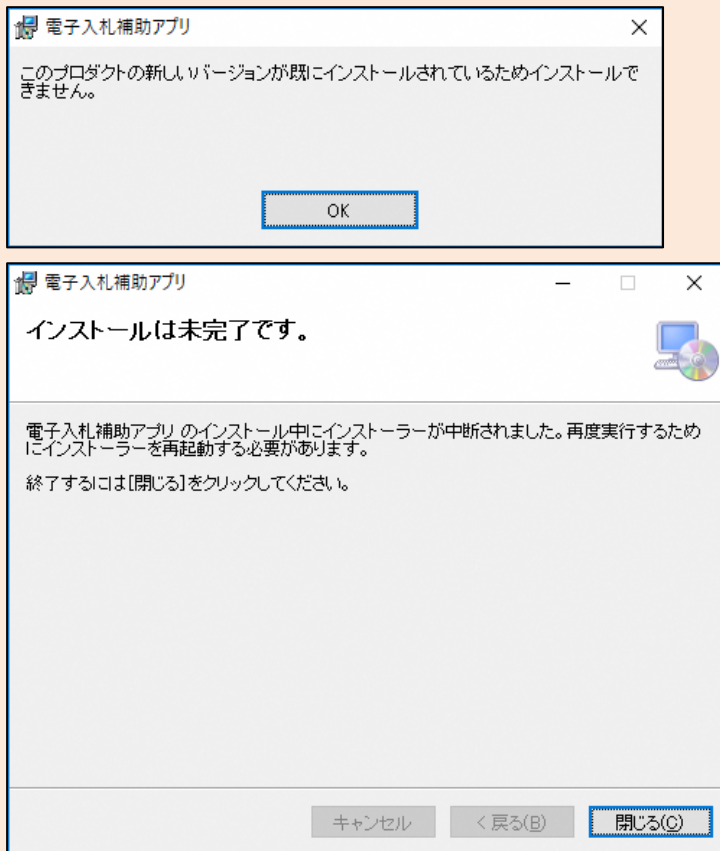 電子入札補助アプリ
このプロダクトの新しいバージョンが既にインストールされているためインストールで
きません。
OK
電子入札補助アプリ
インストールは未完了です。
電子入札補助アプリ のインストール中にインストーラーが中断されました。再度実行するため
にインストーラーを再起動する必要があります。
終了するには[閉じる]をクリックしてください。
キャンセル
< 戻る(B)
閉じる(C)